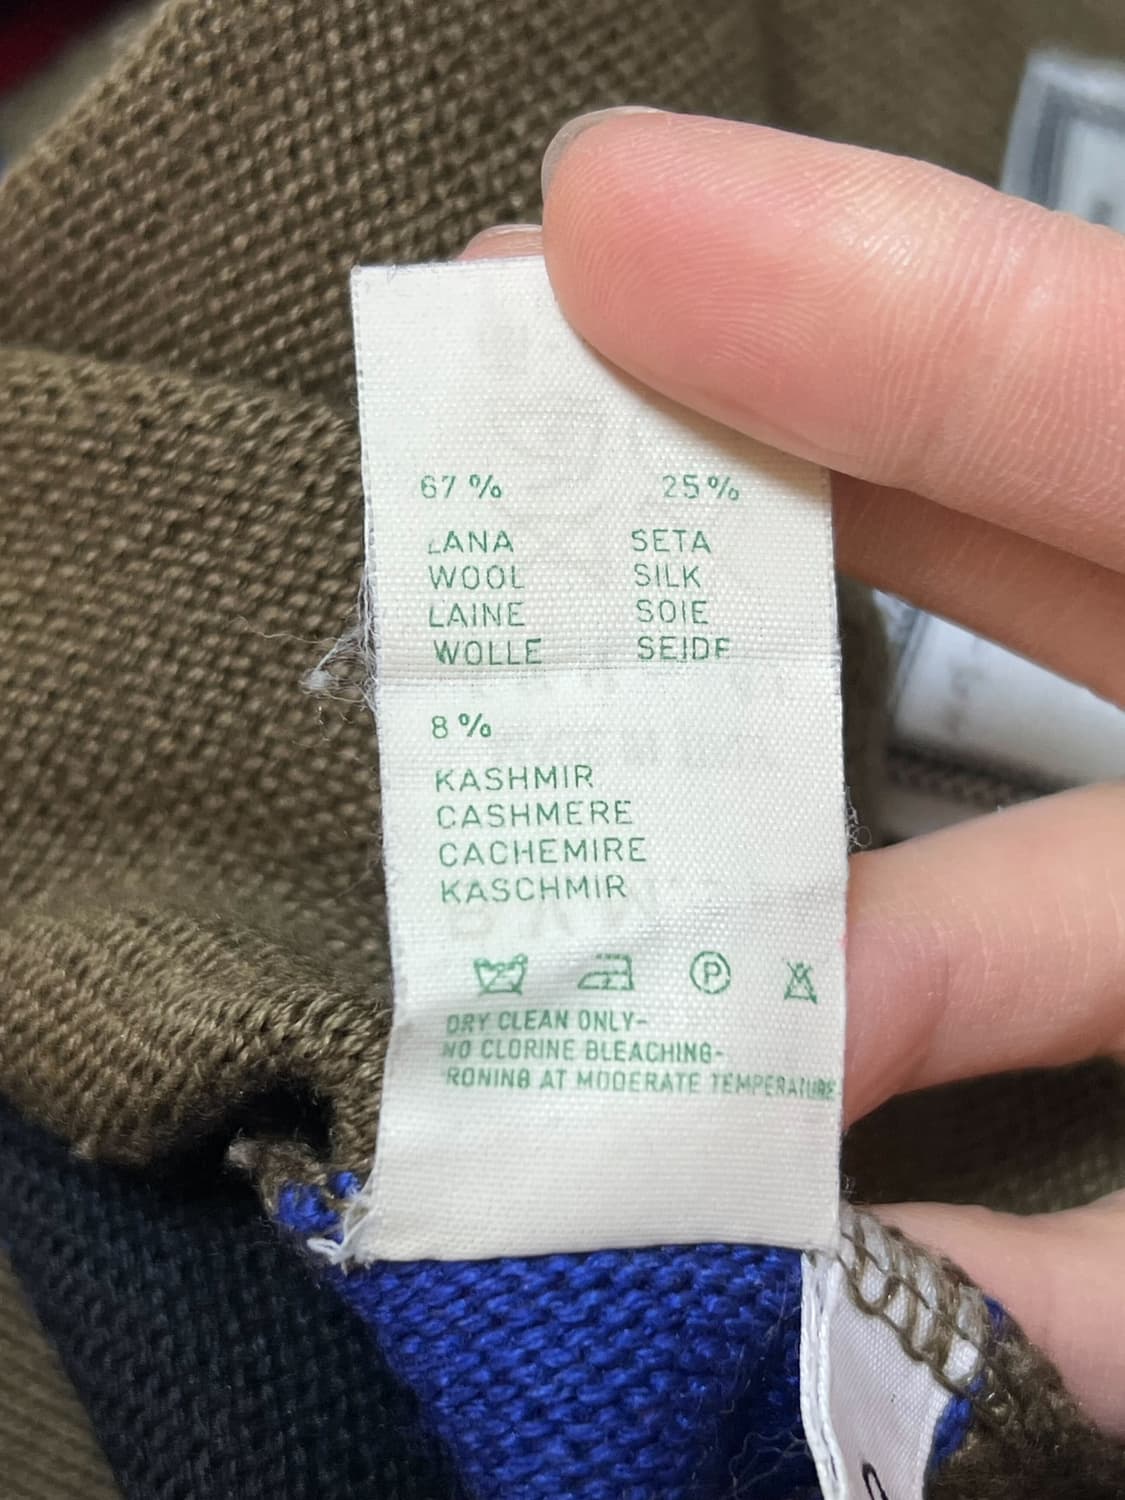 67% 25%
LANA SETA
WOOL SILK
LAINE SOIE
WOLLE SEIDE
8%
KASHMIR
CASHMERE
CACHEMIRE
KASCHMIR
P
DRY CLEAN ONLY-
NO CLORINE BLEACHING-
IRONING AT MODERATE TEMPERATURE